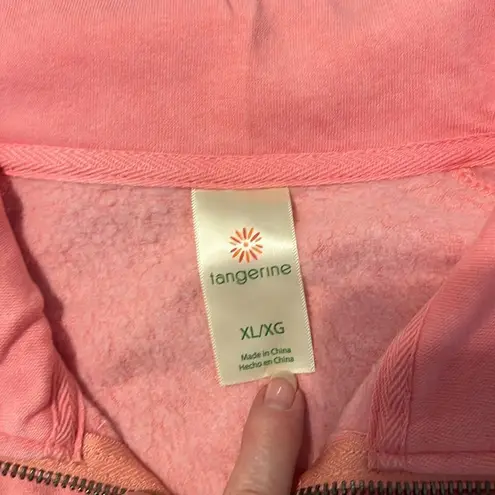 tangerine
XL/XG
Made in China
Hecho en China